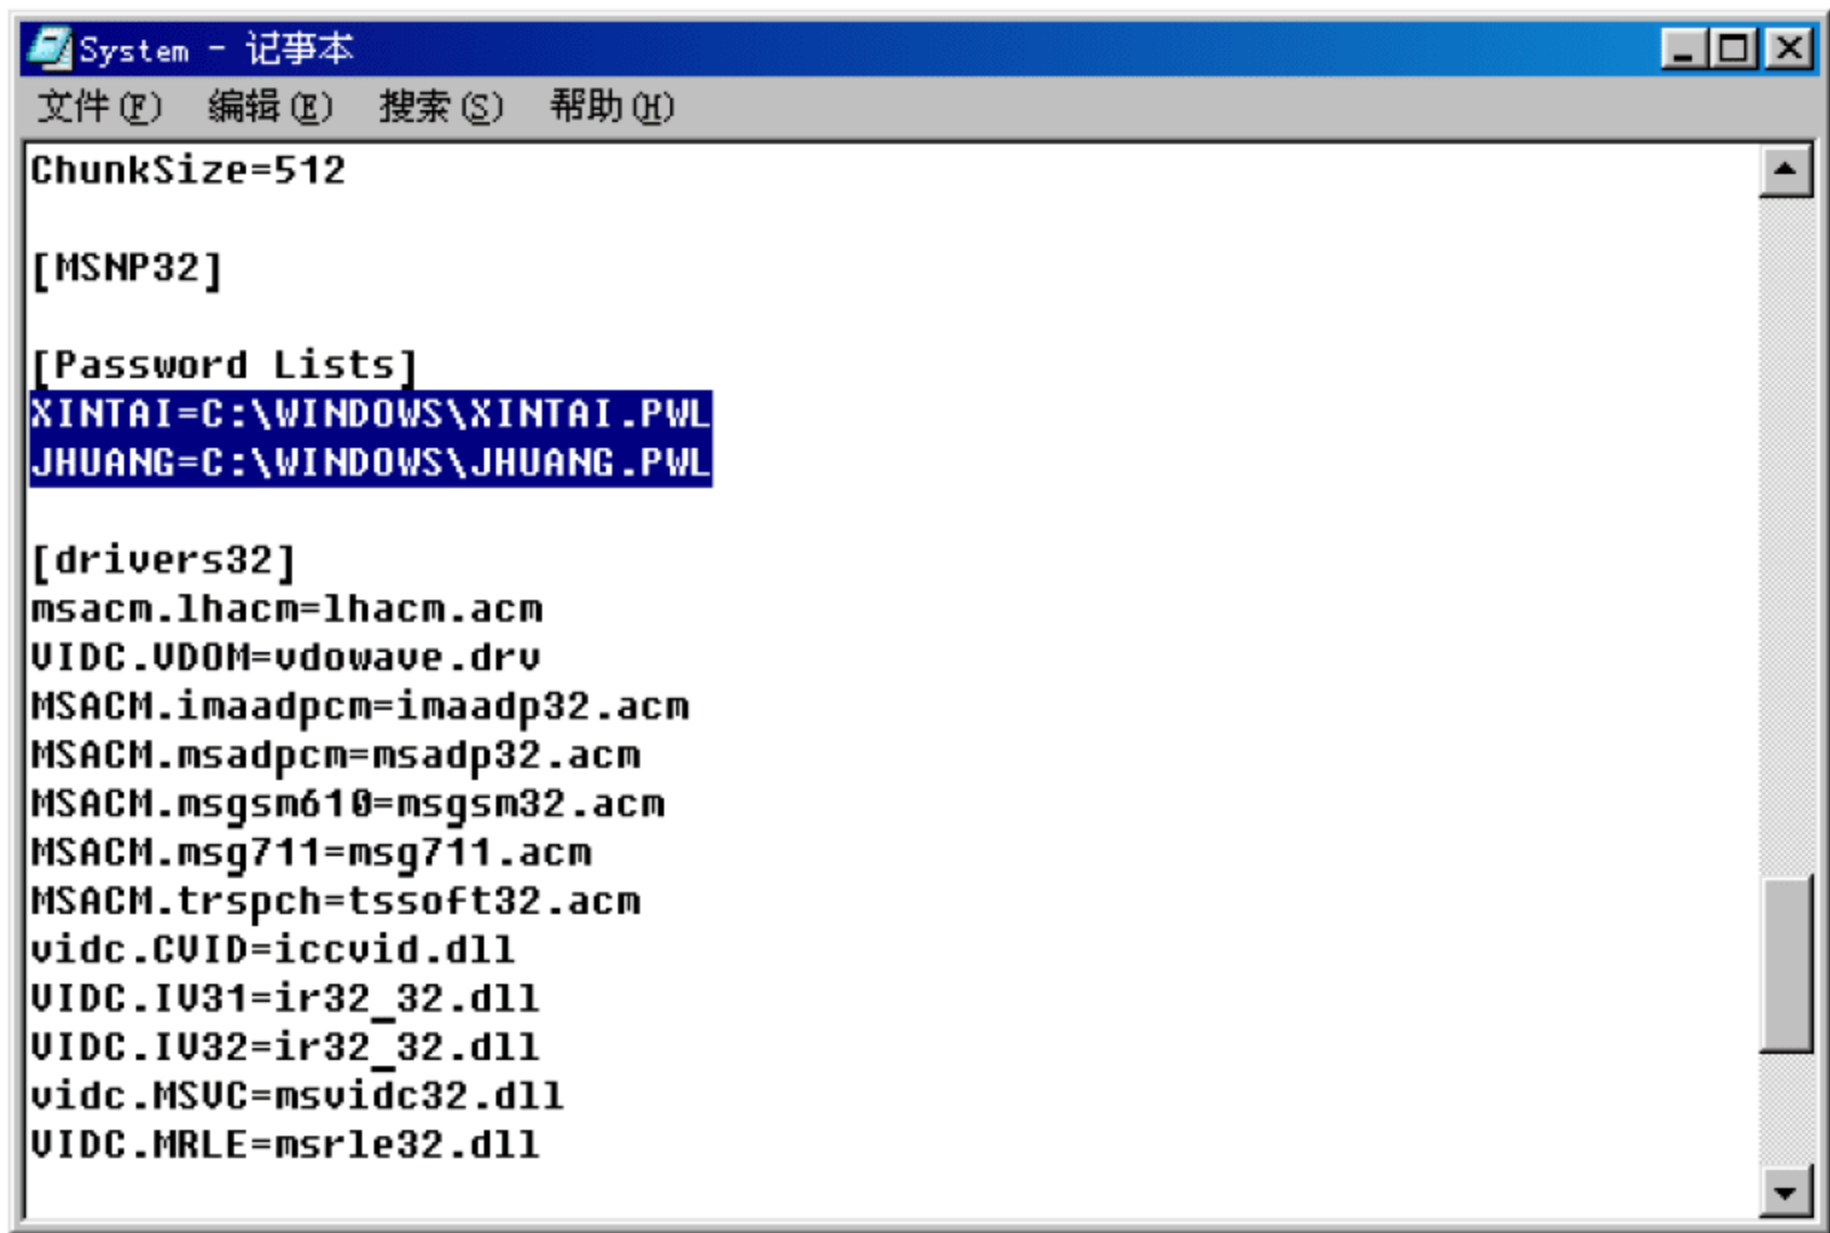 System - 记事本
文件(F) 编辑(E) 搜索(S) 帮助(H)
ChunkSize=512
[MSNP32]
[Password Lists]
XINTAI=C:\WINDOWS\XINTAI.PWL
JHUANG=C:\WINDOWS\JHUANG.PWL
[drivers32]
msacm.lhacm=lhacm.acm
VIDC.VDOM=vdowave.drv
MSACM.imaadpcm=imaadp32.acm
MSACM.msadpcm=msadp32.acm
MSACM.msgsm610=msgsm32.acm
MSACM.msg711=msg711.acm
MSACM.trspch=tssoft32.acm
vidc.CVID=iccvid.dll
VIDC.IV31=ir32_32.dll
VIDC.IV32=ir32_32.dll
vidc.MSVC=msvidc32.dll
VIDC.MRLE=msrle32.dll